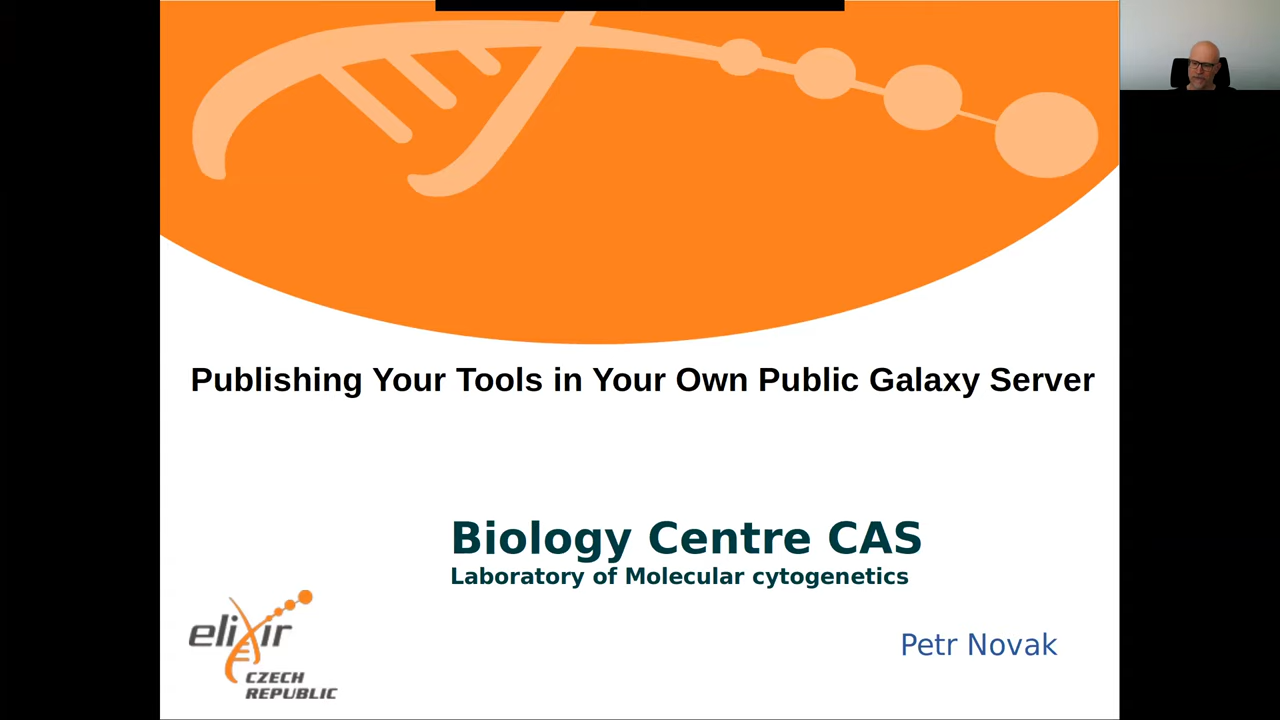 Publishing Your Tools in Your Own Public Galaxy Server
Biology Centre CAS
Laboratory of Molecular cytogenetics
Petr Novak
elixir
CZECH
REPUBLIC